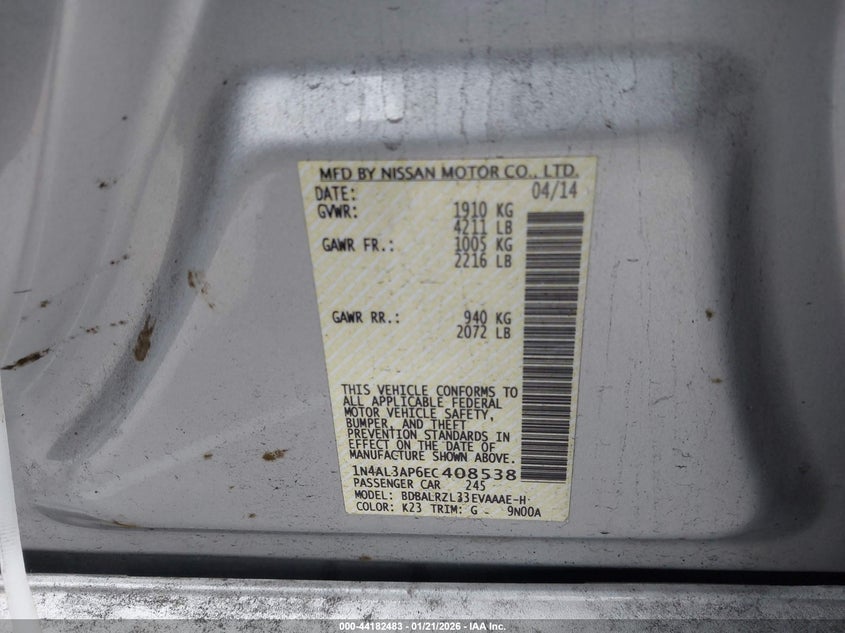 MFD BY NISSAN MOTOR CO., LTD.
DATE: 04/14
GVWR: 1910 KG
4211 LB
GAWR FR.: 1005 KG
2216 LB
GAWR RR.: 940 KG
2072 LB
THIS VEHICLE CONFORMS TO
ALL APPLICABLE FEDERAL
MOTOR VEHICLE SAFETY,
BUMPER, AND THEFT
PREVENTION STANDARDS IN
EFFECT ON THE DATE OF
MANUFACTURE SHOWN ABOVE.
1N4AL3AP6EC408538
PASSENGER CAR 245
MODEL: BDBALRZL33EVAAAE-H
COLOR: K23 TRIM: G 9N00A
000-44182483 - 01/21/2026 - IAA Inc.